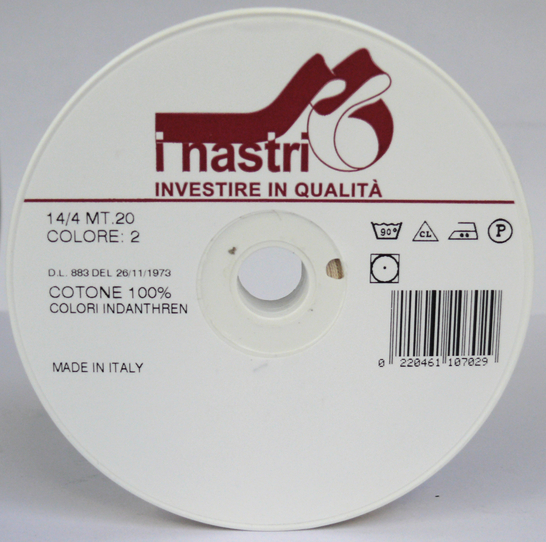 i nastri
INVESTIRE IN QUALITÀ
14/4 MT.20
COLORE: 2
90°
CL
P
D.L. 883 DEL 26/11/1973
COTONE 100%
COLORI INDANTHREN
0 220461 107029
MADE IN ITALY